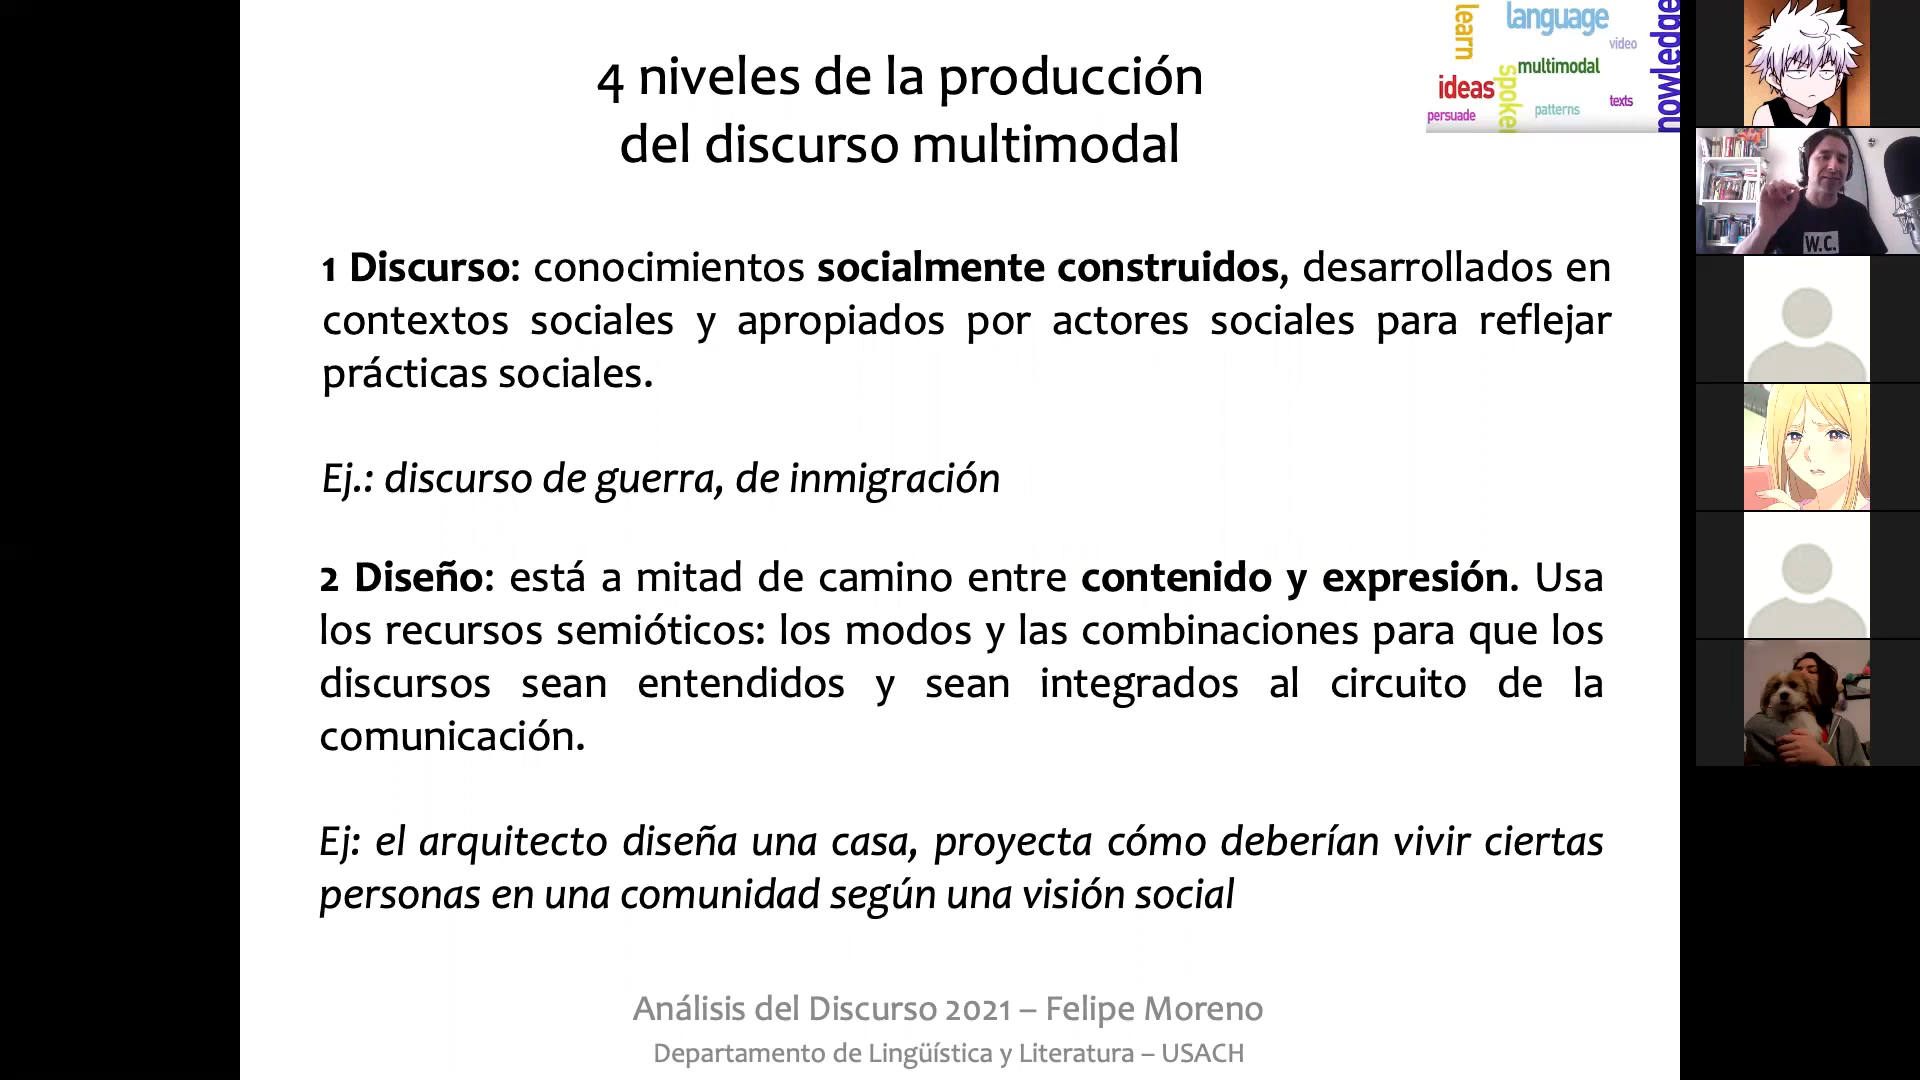 4 niveles de la producción
del discurso multimodal
learn
language
video
multimodal
ideas
persuade
patterns
texts
1 Discurso: conocimientos socialmente construidos, desarrollados en
contextos sociales y apropiados por actores sociales para reflejar
prácticas sociales.
Ej.: discurso de guerra, de inmigración
2 Diseño: está a mitad de camino entre contenido y expresión. Usa
los recursos semióticos: los modos y las combinaciones para que los
discursos sean entendidos y sean integrados al circuito de la
comunicación.
Ej: el arquitecto diseña una casa, proyecta cómo deberían vivir ciertas
personas en una comunidad según una visión social
Análisis del Discurso 2021 – Felipe Moreno
Departamento de Lingüística y Literatura – USACH
W.C.